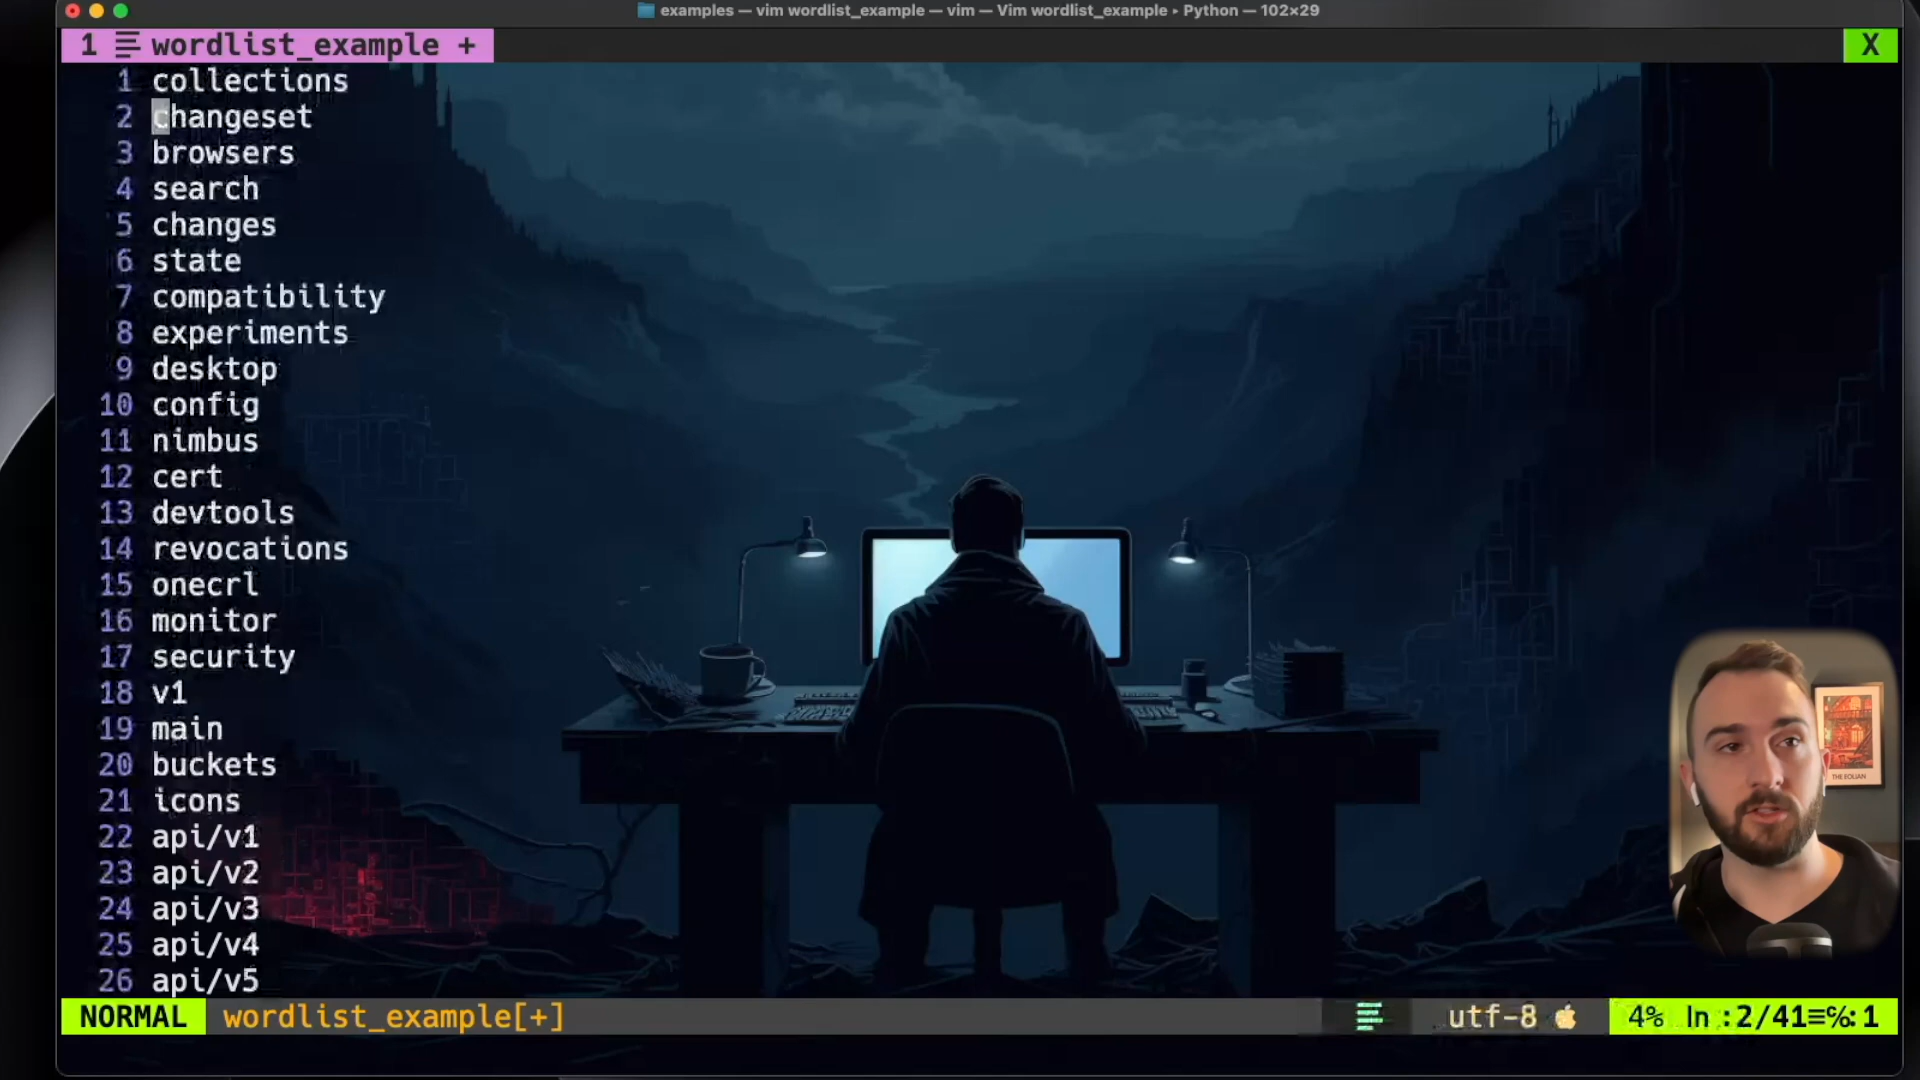 examples — vim wordlist_example — vim — Vim wordlist_example ▸ Python — 102×29
1 wordlist_example + X
1 collections
2 changeset
3 browsers
4 search
5 changes
6 state
7 compatibility
8 experiments
9 desktop
10 config
11 nimbus
12 cert
13 devtools
14 revocations
15 onecrl
16 monitor
17 security
18 v1
19 main
20 buckets
21 icons
22 api/v1
23 api/v2
24 api/v3
25 api/v4
26 api/v5
THE EOLIAN
NORMAL wordlist_example[+] utf-8 4% ln :2/41≡℅:1